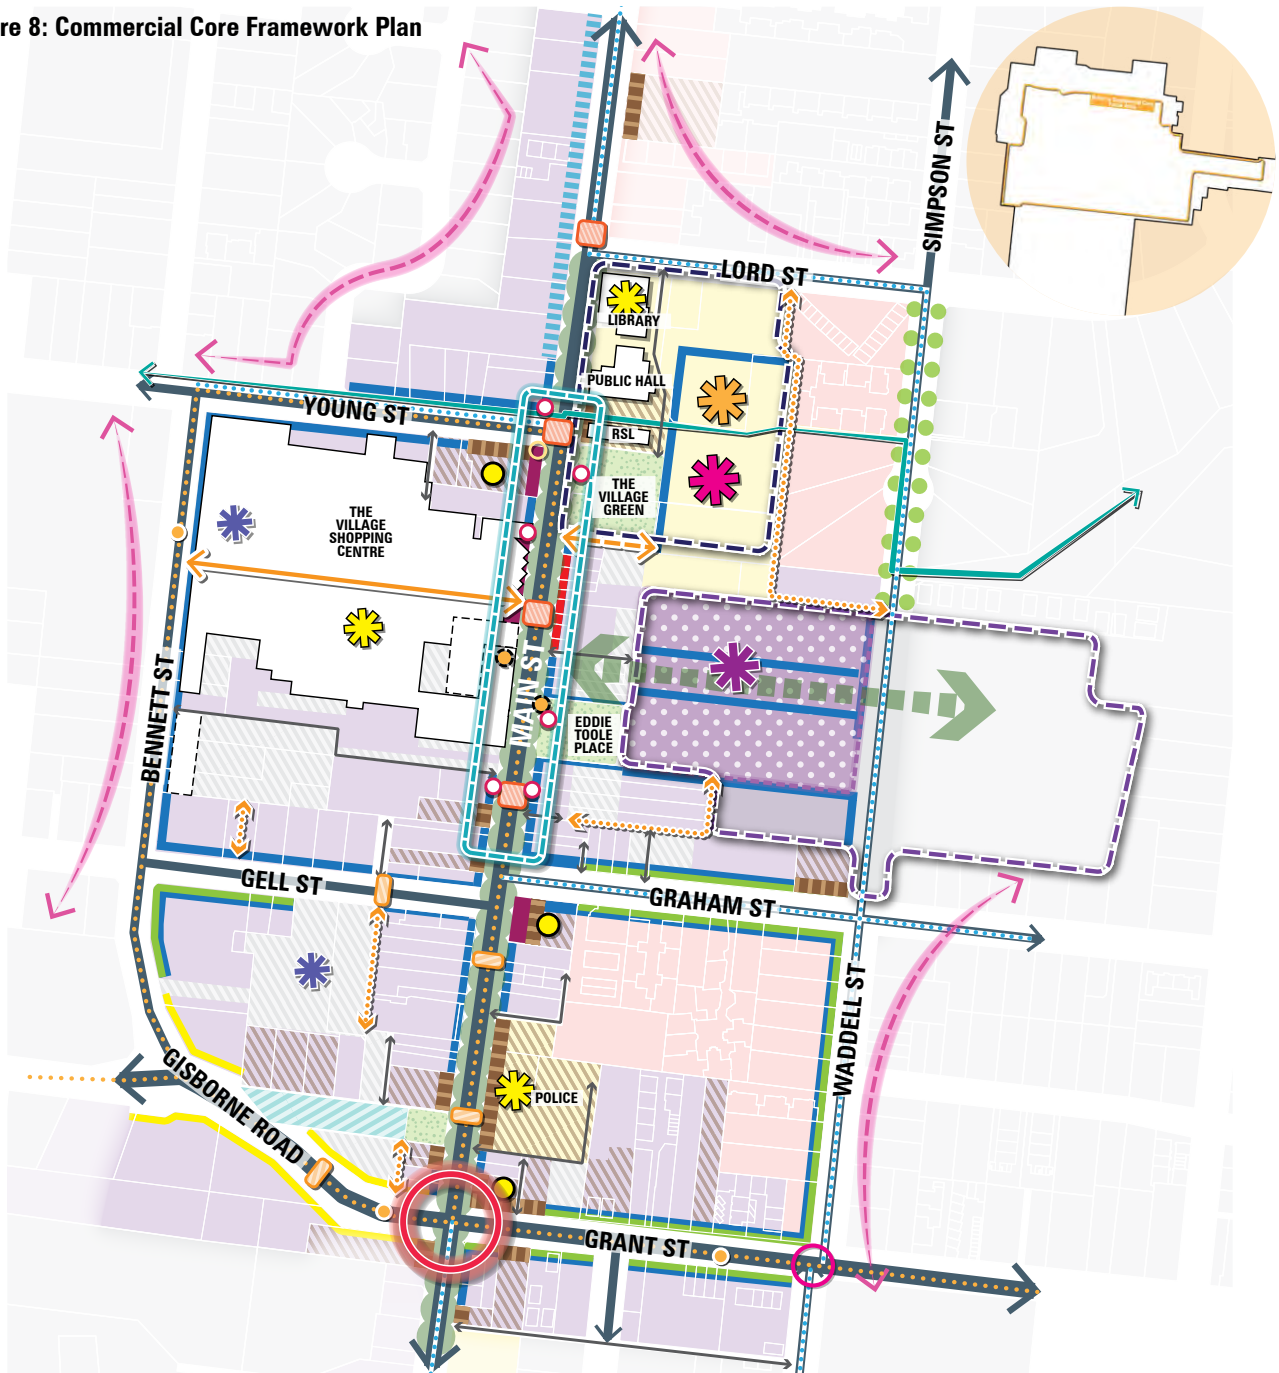 re 8: Commercial Core Framework Plan
SIMPSON ST
LORD ST
LIBRARY
PUBLIC HALL
YOUNG ST
RSL
THE
VILLAGE
GREEN
THE
VILLAGE
SHOPPING
CENTRE
MAIN ST
BENNETT ST
EDDIE
TOOLE
PLACE
GELL ST
GRAHAM ST
WADDELL ST
GISBORNE ROAD
POLICE
GRANT ST